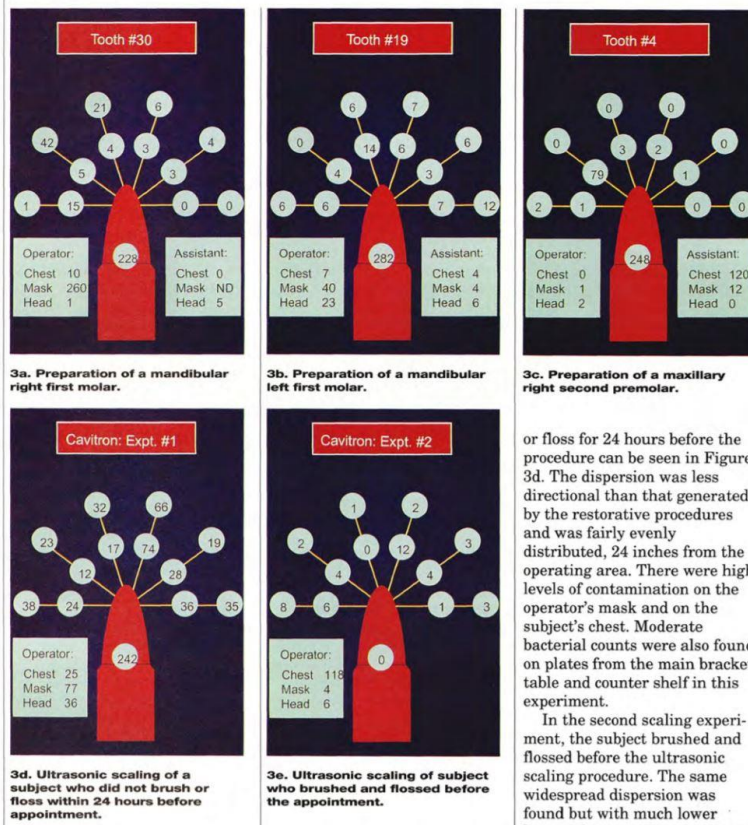 Tooth #30
21 6
42 4 3 4
5 3
1 15 0 0
228
Operator:
Chest 10
Mask 260
Head 1
Assistant:
Chest 0
Mask ND
Head 5
3a. Preparation of a mandibular
right first molar.
Tooth #19
6 7
0 14 6 6
4 3
6 6 7 12
282
Operator:
Chest 7
Mask 40
Head 23
Assistant:
Chest 4
Mask 4
Head 6
3b. Preparation of a mandibular
left first molar.
Tooth #4
0 0
0 3 2 0
79 1
2 1 0 0
248
Operator:
Chest 0
Mask 1
Head 2
Assistant:
Chest 120
Mask 12
Head 0
3c. Preparation of a maxillary
right second premolar.
Cavitron: Expt. #1
32 66
23 17 74 19
12 28
38 24 36 35
242
Operator:
Chest 25
Mask 77
Head 36
3d. Ultrasonic scaling of a
subject who did not brush or
floss within 24 hours before
appointment.
Cavitron: Expt. #2
1 2
2 0 12 3
4 4
8 6 1 3
0
Operator:
Chest 118
Mask 4
Head 6
3e. Ultrasonic scaling of subject
who brushed and flossed before
the appointment.
or floss for 24 hours before the
procedure can be seen in Figure
3d. The dispersion was less
directional than that generated
by the restorative procedures
and was fairly evenly
distributed, 24 inches from the
operating area. There were high
levels of contamination on the
operator's mask and on the
subject's chest. Moderate
bacterial counts were also found
on plates from the main bracket
table and counter shelf in this
experiment.
In the second scaling experi-
ment, the subject brushed and
flossed before the ultrasonic
scaling procedure. The same
widespread dispersion was
found but with much lower